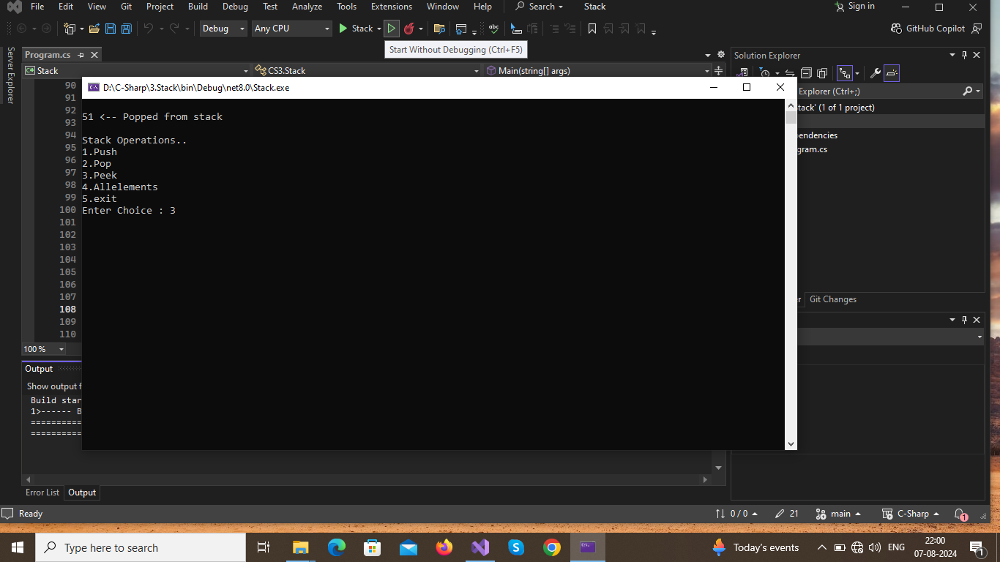 File Edit View Git Project Build Debug Test Analyze Tools Extensions Window Help Search Stack Sign in
Debug Any CPU Stack abc GitHub Copilot
Start Without Debugging (Ctrl+F5)
Server Explorer
Program.cs
Solution Explorer
C# Stack CS3.Stack Main(string[] args)
D:\C-Sharp\3.Stack\bin\Debug\net8.0\Stack.exe
51 <-- Popped from stack
Stack Operations..
1.Push
2.Pop
3.Peek
4.Allelements
5.exit
Enter Choice : 3
90
91
92
93
94
95
96
97
98
99
100
101
102
103
104
105
106
107
108
109
110
Explorer (Ctrl+;)
tack' (1 of 1 project)
endencies
gram.cs
Git Changes
100 %
Output
Show output f
Build star
1>------ B
===========
===========
Error List Output
Ready 0 / 0 21 main C-Sharp 1
Type here to search
Today's events ENG 22:00
07-08-2024 1